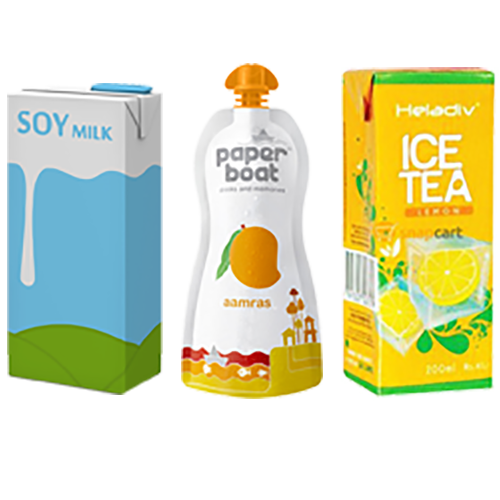 SOY MILK
paper
boat
drinks and memories
aamras
Heladiv
ICE
TEA
LEMON
snapcart
200ml